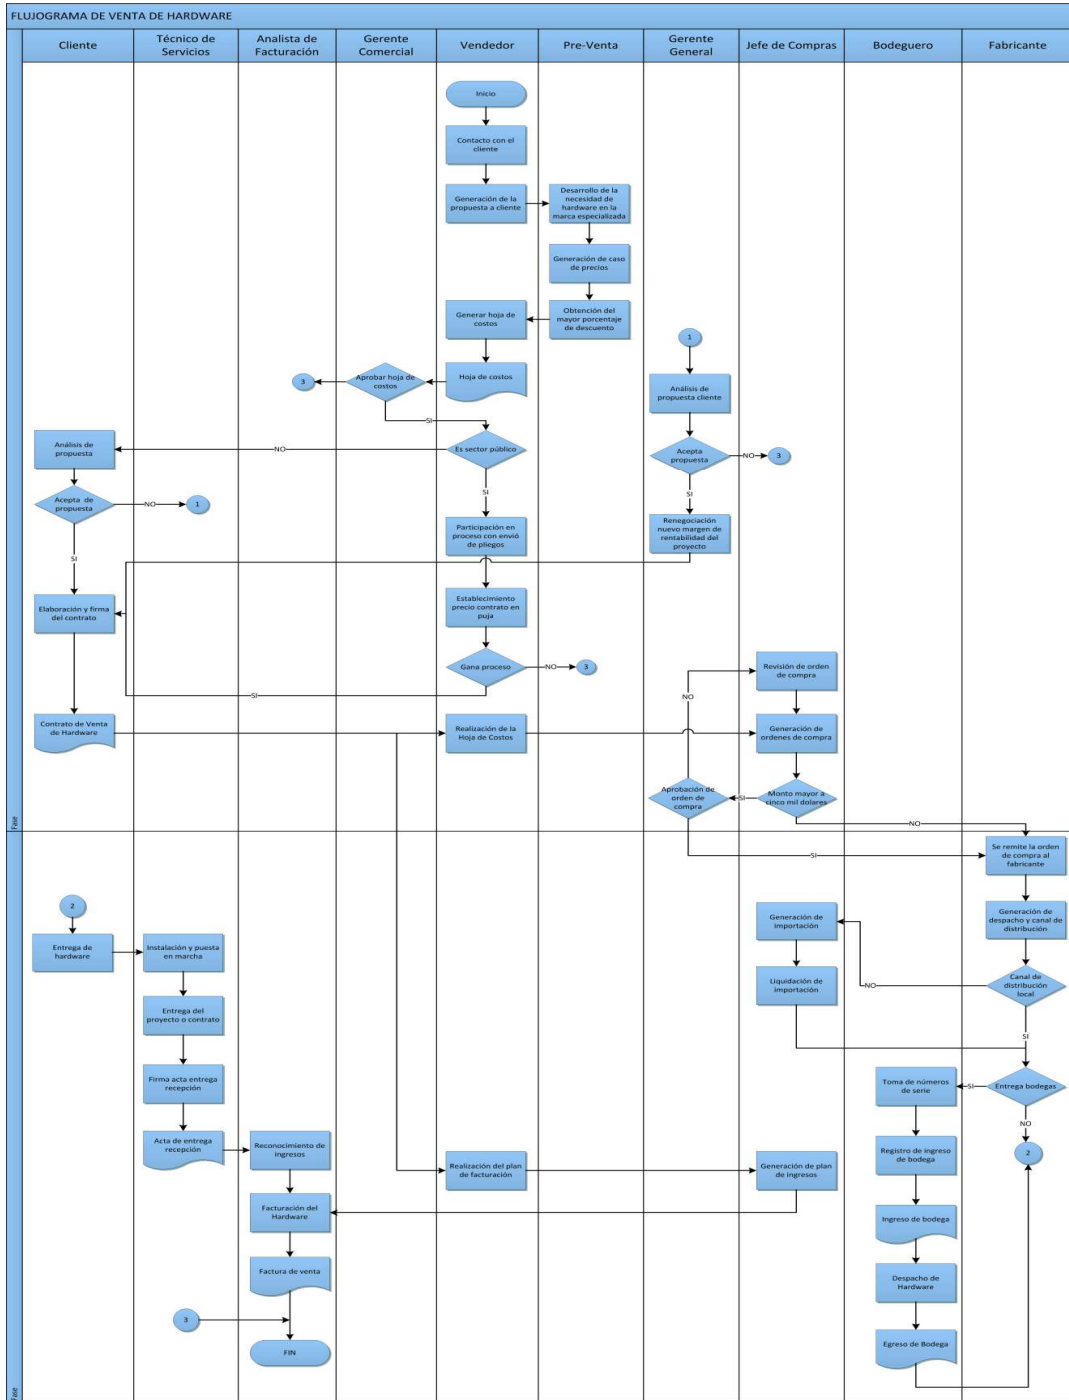 FLUJOGRAMA DE VENTA DE HARDWARE
Cliente
Técnico de
Servicios
Analista de
Facturación
Gerente
Comercial
Vendedor
Pre-Venta
Gerente
General
Jefe de Compras
Bodeguero
Fabricante
Inicio
Contacto con el
cliente
Generación de la
propuesta a cliente
Desarrollo de la
necesidad de
hardware en la
marca especializada
Generación de caso
de precios
Obtención del
mayor porcentaje
de descuento
Generar hoja de
costos
Hoja de costos
Aprobar hoja de
costos
3
SI
1
Análisis de
propuesta cliente
Acepta
propuesta
NO
3
SI
Renegociación
nuevo margen de
rentabilidad del
proyecto
Es sector público
NO
SI
Análisis de
propuesta
Acepta de
propuesta
NO
1
SI
Participación en
proceso con envió
de pliegos
Establecimiento
precio contrato en
puja
Gana proceso
NO
3
SI
Elaboración y firma
del contrato
Contrato de Venta
de Hardware
Realización de la
Hoja de Costos
Revisión de orden
de compra
Generación de
ordenes de compra
Monto mayor a
cinco mil dolares
SI
NO
Aprobación de
orden de
compra
NO
SI
Fase
Se remite la orden
de compra al
fabricante
Generación de
despacho y canal de
distribución
Canal de
distribución
local
NO
SI
Generación de
importación
Liquidación de
importación
Entrega bodegas
SI
NO
2
Toma de números
de serie
Registro de ingreso
de bodega
Ingreso de bodega
Despacho de
Hardware
Egreso de Bodega
2
Entrega de
hardware
Instalación y puesta
en marcha
Entrega del
proyecto o contrato
Firma acta entrega
recepción
Acta de entrega
recepción
Reconocimiento de
ingresos
Realización del plan
de facturación
Generación de plan
de ingresos
Facturación del
Hardware
Factura de venta
3
FIN
Fase